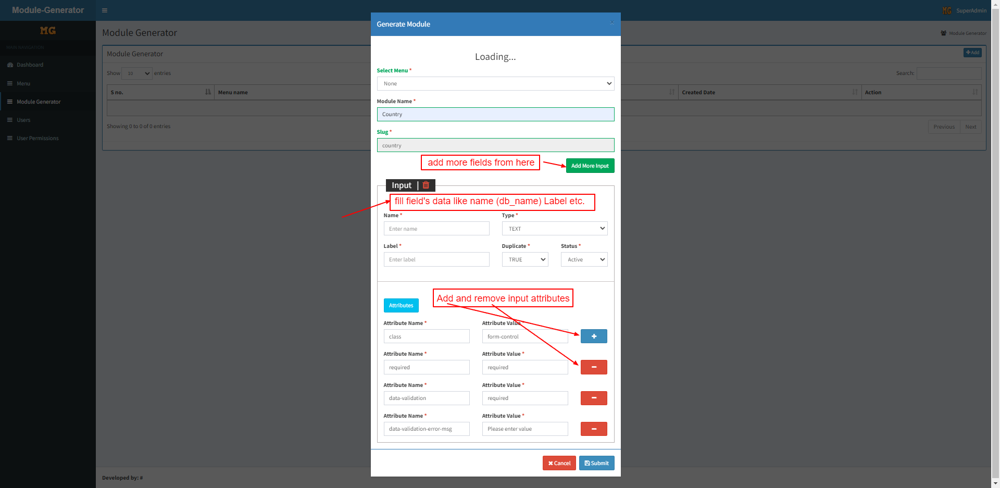 Module-Generator
SuperAdmin
MG
MG
MAIN NAVIGATION
Dashboard
Menu
Module Generator
Users
User Permissions
Module Generator
Module Generator
Module Generator
Add
Show 10 entries
Search:
S no. Menu name Created Date Action
Showing 0 to 0 of 0 entries
Previous Next
Developed by: #
Generate Module ×
Loading...
Select Menu *
None
Module Name *
Country
Slug *
country
add more fields from here
Add More Input
Input |
fill field's data like name (db_name) Label etc.
Name * Type *
Enter name TEXT
Label * Duplicate * Status *
Enter label TRUE Active
Add and remove input attributes
Attributes
Attribute Name * Attribute Value *
class form-control
Attribute Name * Attribute Value *
required required
Attribute Name * Attribute Value *
data-validation required
Attribute Name * Attribute Value *
data-validation-error-msg Please enter value
Cancel Submit